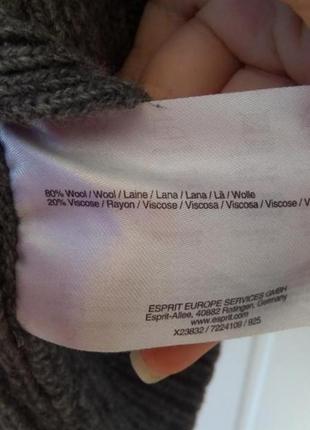 80% Wool / Wool / Laine / Lana / Lana / Lã / Wolle
20% Viscose / Rayon / Viscose / Viscosa / Viscosa / Viscose / V
ESPRIT EUROPE SERVICES GMBH
Esprit-Allee, 40882 Ratingen, Germany
www.esprit.com
X23832 / 7224109 / 925